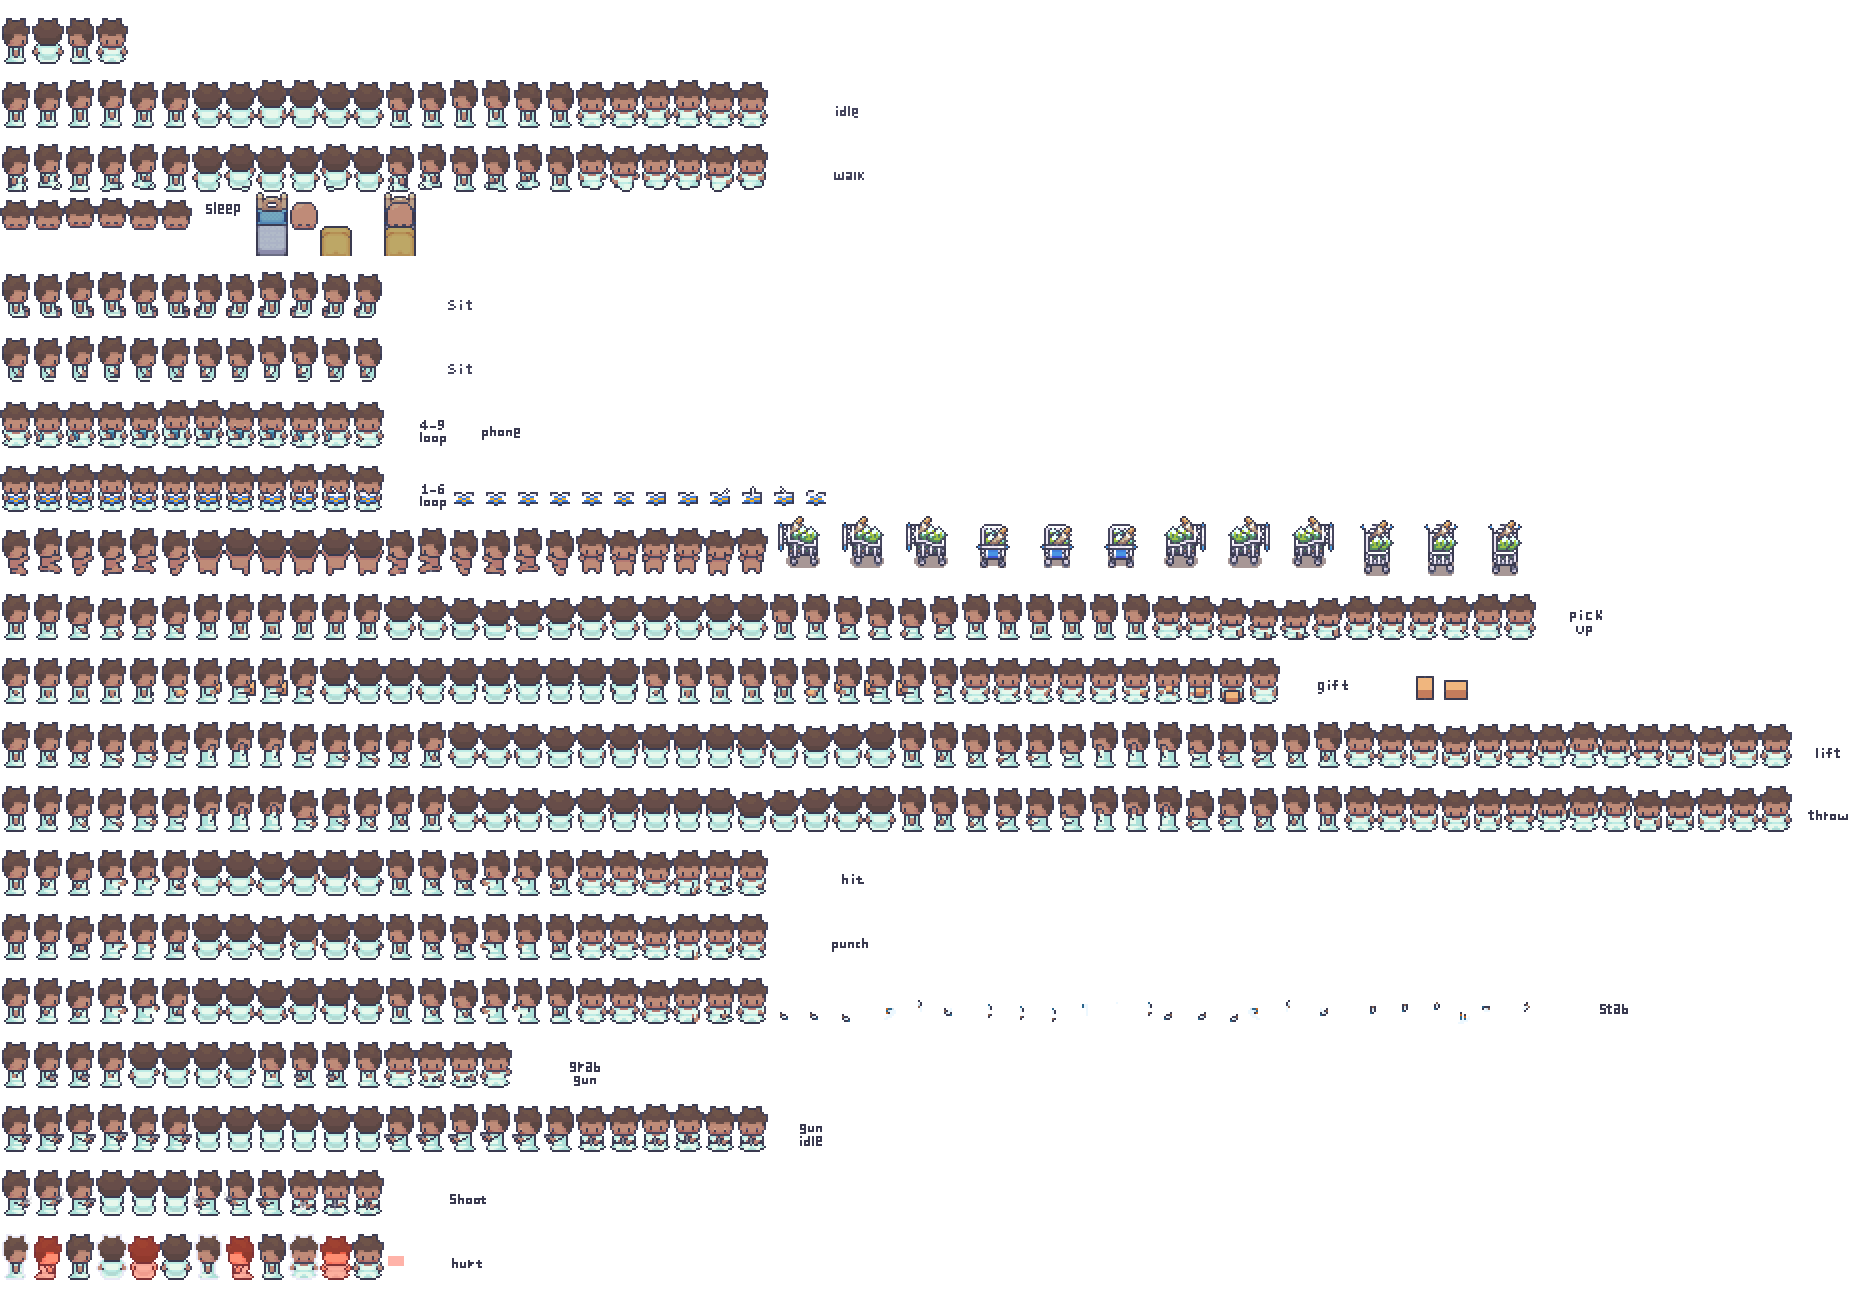 idle
walk
sleep
Sit
Sit
4-9
loop
phone
1-6
loop
pick
up
gift
lift
throw
hit
punch
Stab
grab
gun
gun
idle
Shoot
hurt